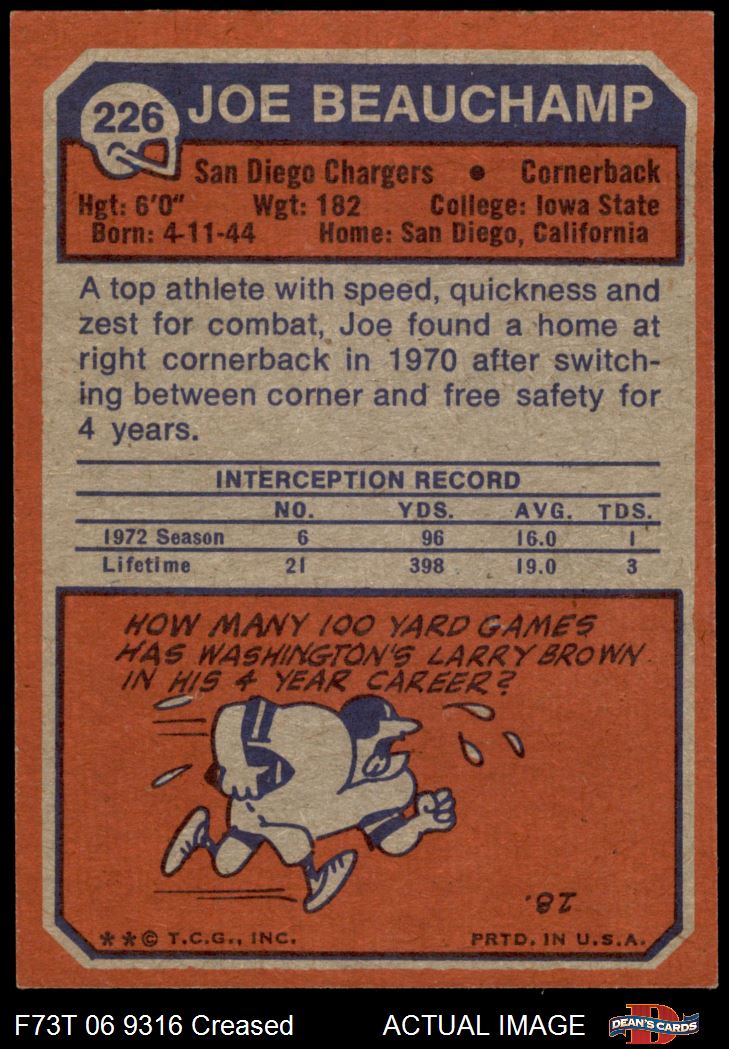 226 JOE BEAUCHAMP
San Diego Chargers • Cornerback
Hgt: 6'0" Wgt: 182 College: Iowa State
Born: 4-11-44 Home: San Diego, California
A top athlete with speed, quickness and
zest for combat, Joe found a home at
right cornerback in 1970 after switch-
ing between corner and free safety for
4 years.
INTERCEPTION RECORD
NO. YDS. AVG. TDS.
1972 Season 6 96 16.0 1
Lifetime 21 398 19.0 3
HOW MANY 100 YARD GAMES
HAS WASHINGTON'S LARRY BROWN
IN HIS 4 YEAR CAREER?
28.
**© T.C.G., INC. PRTD. IN U.S.A.
F73T 06 9316 Creased ACTUAL IMAGE DEAN'S CARDS